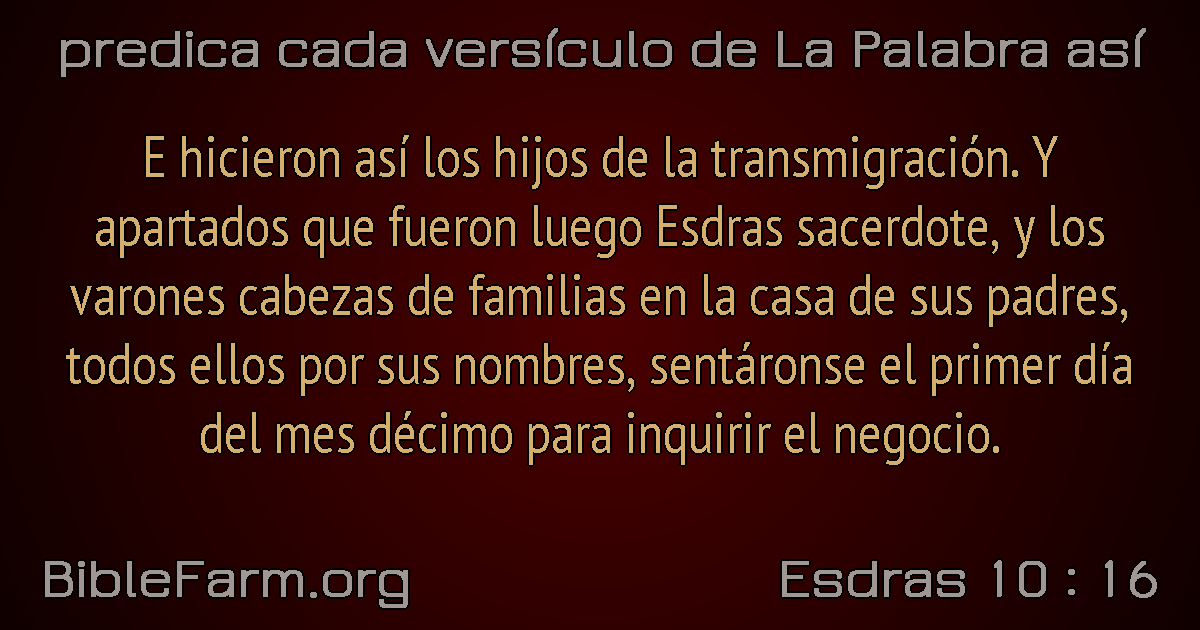 predica cada versículo de La Palabra así
E hicieron así los hijos de la transmigración. Y
apartados que fueron luego Esdras sacerdote, y los
varones cabezas de familias en la casa de sus padres,
todos ellos por sus nombres, sentáronse el primer día
del mes décimo para inquirir el negocio.
BibleFarm.org
Esdras 10 : 16